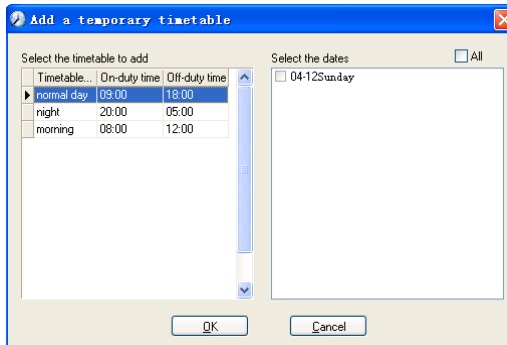 Add a temporary timetable
Select the timetable to add
Timetable... On-duty time Off-duty time
normal day 09:00 18:00
night 20:00 05:00
morning 08:00 12:00
Select the dates All
04-12Sunday
OK Cancel